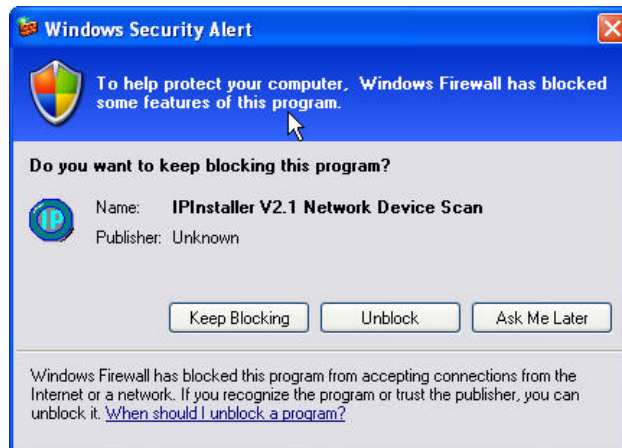 Windows Security Alert
To help protect your computer, Windows Firewall has blocked
some features of this program.
Do you want to keep blocking this program?
IP
Name: IPInstaller V2.1 Network Device Scan
Publisher: Unknown
Keep Blocking Unblock Ask Me Later
Windows Firewall has blocked this program from accepting connections from the
Internet or a network. If you recognize the program or trust the publisher, you can
unblock it. When should I unblock a program?